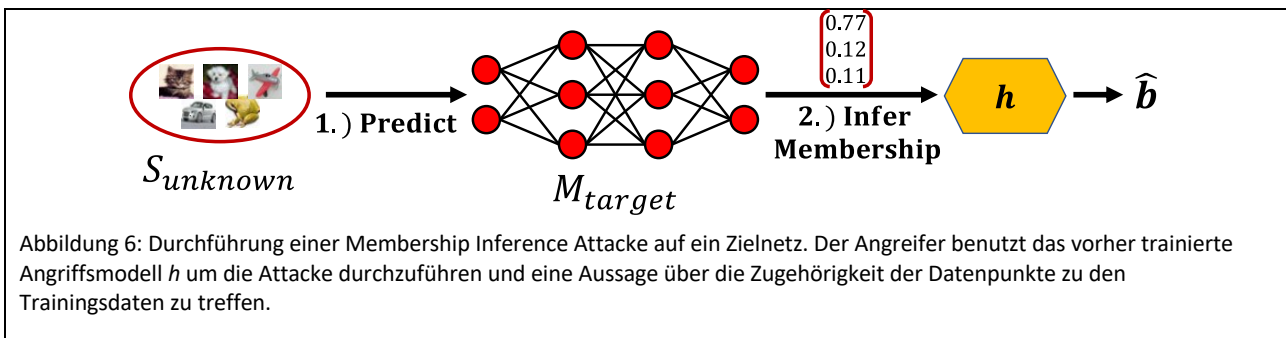 0.77
0.12
0.11
1.) Predict
2.) Infer
Membership
h
b̂
S_unknown
M_target
Abbildung 6: Durchführung einer Membership Inference Attacke auf ein Zielnetz. Der Angreifer benutzt das vorher trainierte
Angriffsmodell h um die Attacke durchzuführen und eine Aussage über die Zugehörigkeit der Datenpunkte zu den
Trainingsdaten zu treffen.